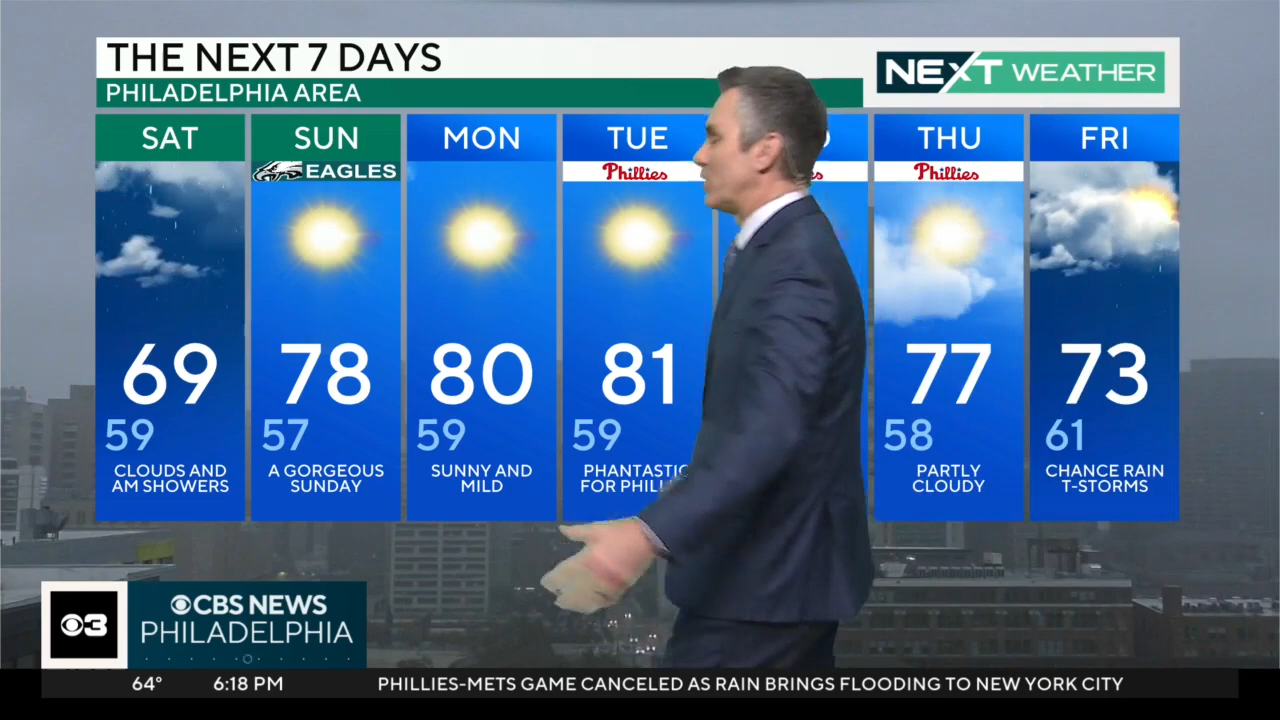 THE NEXT 7 DAYS
PHILADELPHIA AREA
NEXT WEATHER
SAT
SUN
MON
TUE
THU
FRI
EAGLES
Phillies
Phillies
69
78
80
81
77
73
59
57
59
59
58
61
CLOUDS AND
AM SHOWERS
A GORGEOUS
SUNDAY
SUNNY AND
MILD
PHANTASTIC
FOR
PARTLY
CLOUDY
CHANCE RAIN
T-STORMS
3
CBS NEWS
PHILADELPHIA
64° 6:18 PM PHILLIES-METS GAME CANCELED AS RAIN BRINGS FLOODING TO NEW YORK CITY